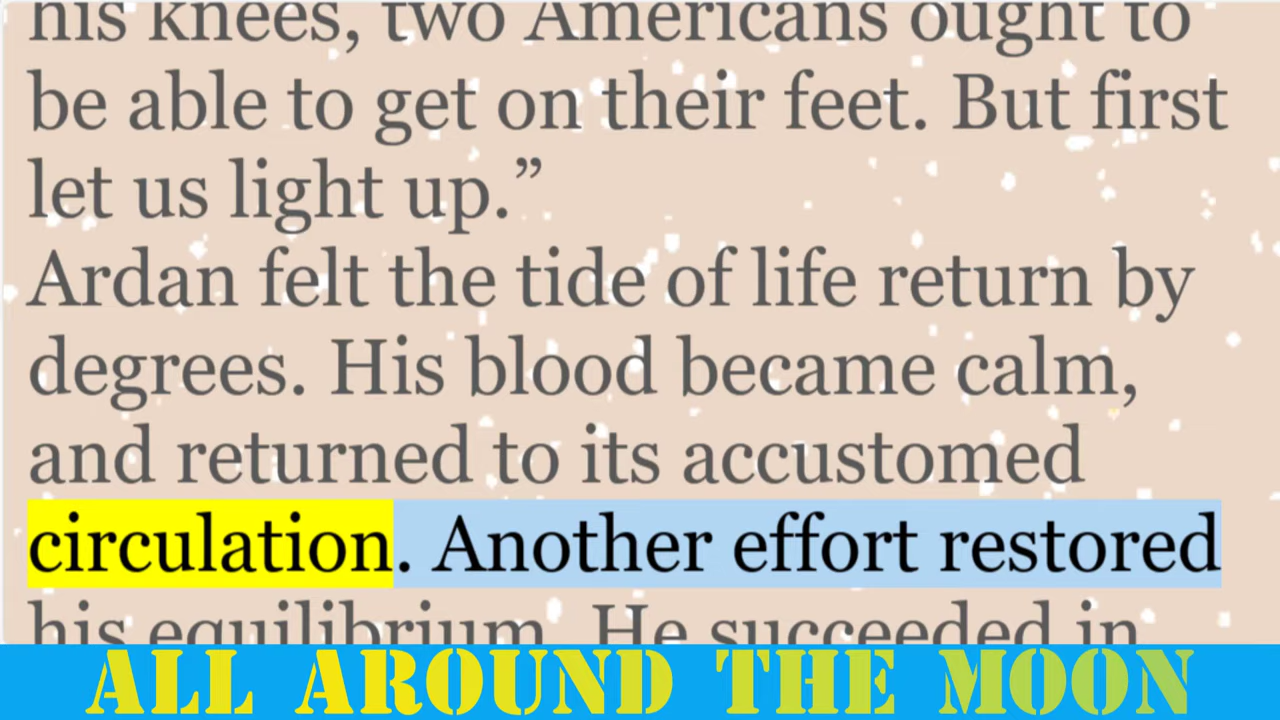 his knees, two Americans ought to
be able to get on their feet. But first
let us light up.”
Ardan felt the tide of life return by
degrees. His blood became calm,
and returned to its accustomed
circulation. Another effort restored
his equilibrium. He succeeded in
ALL AROUND THE MOON